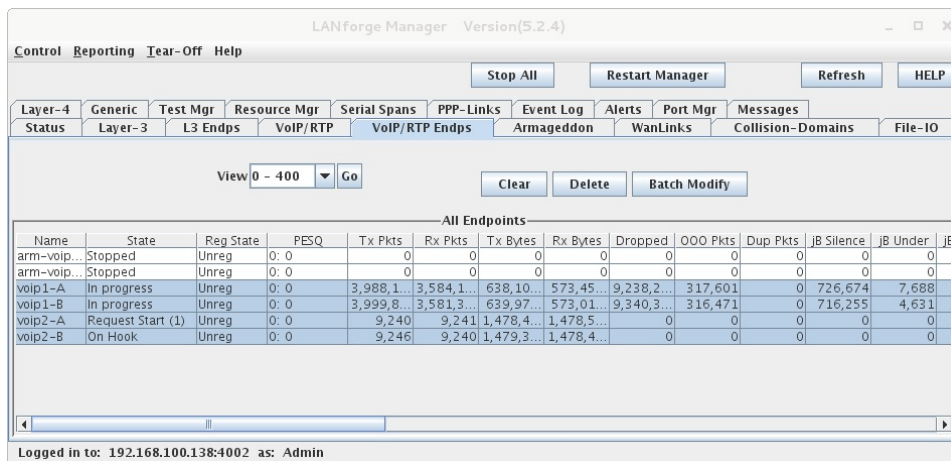 LANforge Manager Version(5.2.4)
Control Reporting Tear-Off Help
Stop All Restart Manager Refresh HELP
Layer-4 Generic Test Mgr Resource Mgr Serial Spans PPP-Links Event Log Alerts Port Mgr Messages
Status Layer-3 L3 Endps VoIP/RTP VoIP/RTP Endps Armageddon WanLinks Collision-Domains File-IO
View 0 - 400 Go Clear Delete Batch Modify
All Endpoints
Name State Reg State PESQ Tx Pkts Rx Pkts Tx Bytes Rx Bytes Dropped OOO Pkts Dup Pkts jB Silence jB Under jB
arm-voip... Stopped Unreg 0: 0 0 0 0 0 0 0 0 0 0
arm-voip... Stopped Unreg 0: 0 0 0 0 0 0 0 0 0 0
voip1-A In progress Unreg 0: 0 3,988,1... 3,584,1... 638,10... 573,45... 9,238,2... 317,601 0 726,674 7,688
voip1-B In progress Unreg 0: 0 3,999,8... 3,581,3... 639,97... 573,01... 9,340,3... 316,471 0 716,255 4,631
voip2-A Request Start (1) Unreg 0: 0 9,240 9,241 1,478,4... 1,478,5... 0 0 0 0 0
voip2-B On Hook Unreg 0: 0 9,246 9,240 1,479,3... 1,478,4... 0 0 0 0 0
Logged in to: 192.168.100.138:4002 as: Admin